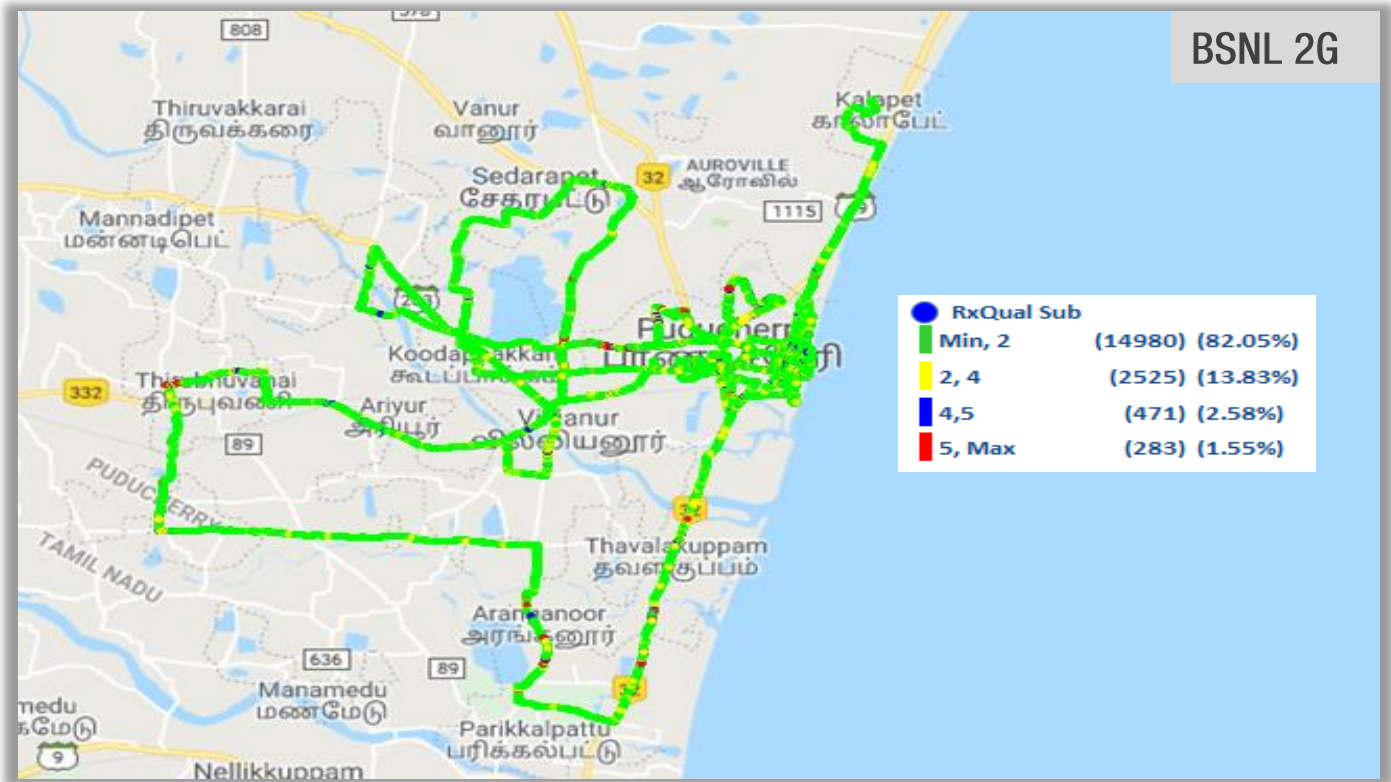 BSNL 2G
808
Thiruvakkarai
திருவக்கரை
Vanur
வானூர்
Kalapet
காலாபேட்
Sedarapet
சேதராபட்டு
32
AUROVILLE
ஆரோவில்
1115
Mannadipet
மன்னடிபெட்
RxQual Sub
Min, 2 (14980) (82.05%)
2, 4 (2525) (13.83%)
4,5 (471) (2.58%)
5, Max (283) (1.55%)
332
Ariyur
அரியூர்
89
PUDUCHERRY
TAMIL NADU
Thavalakuppam
636
89
Manamedu
மணமேடு
Parikkalpattu
பரிக்கல்பட்டு
9
Nellikkuppam